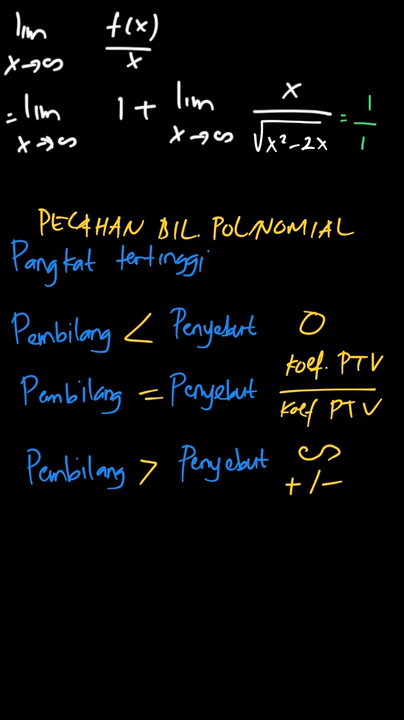 lim f(x)/x
x→∞
= lim 1 + lim x/√(x²-2x) = 1/1
x→∞ x→∞
PECAHAN BIL. POLINOMIAL
Pangkat tertinggi
Pembilang < Penyebut 0
Pembilang = Penyebut koef. PTV / koef PTV
Pembilang > Penyebut ∞
+/-